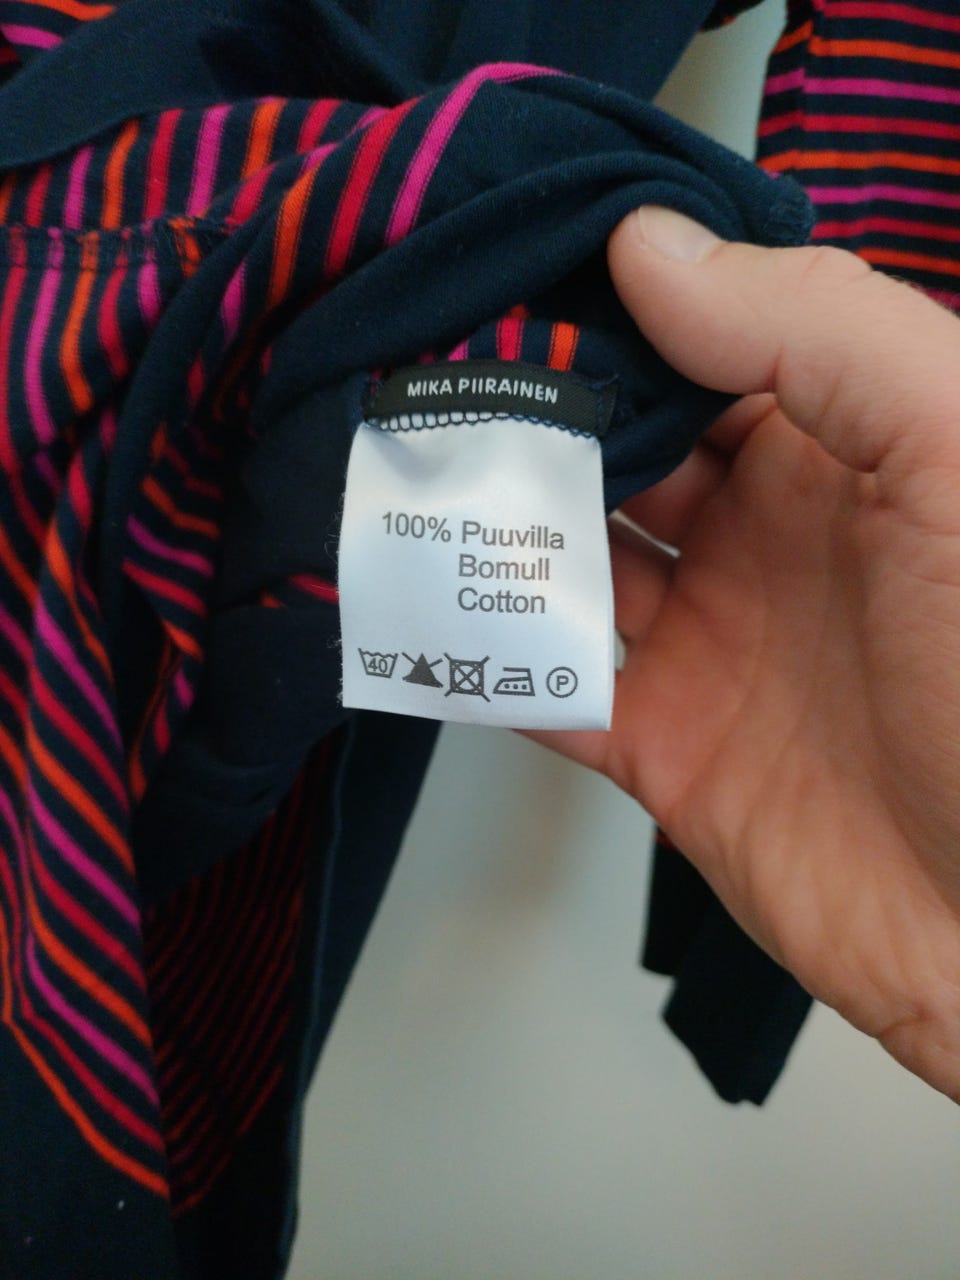 MIKA PIIRAINEN
100% Puuvilla
Bomull
Cotton
40 P